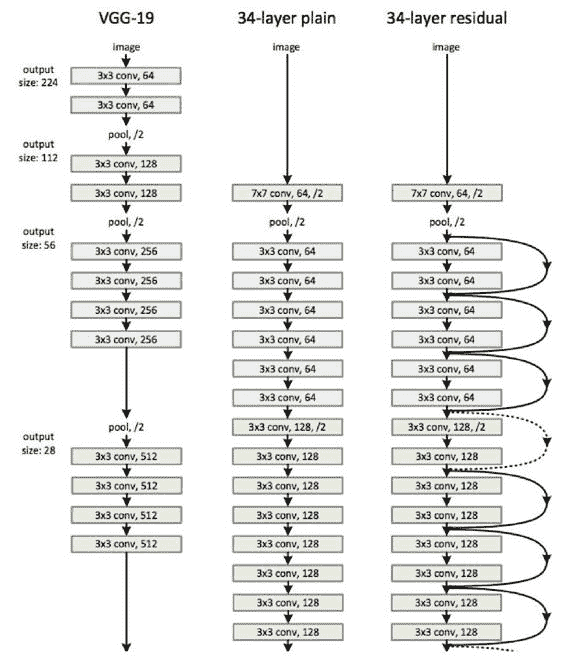 VGG-19
image
output
size: 224
3x3 conv, 64
3x3 conv, 64
pool, /2
output
size: 112
3x3 conv, 128
3x3 conv, 128
pool, /2
output
size: 56
3x3 conv, 256
3x3 conv, 256
3x3 conv, 256
3x3 conv, 256
pool, /2
output
size: 28
3x3 conv, 512
3x3 conv, 512
3x3 conv, 512
3x3 conv, 512
34-layer plain
image
7x7 conv, 64, /2
pool, /2
3x3 conv, 64
3x3 conv, 64
3x3 conv, 64
3x3 conv, 64
3x3 conv, 64
3x3 conv, 64
3x3 conv, 128, /2
3x3 conv, 128
3x3 conv, 128
3x3 conv, 128
3x3 conv, 128
3x3 conv, 128
3x3 conv, 128
3x3 conv, 128
34-layer residual
image
7x7 conv, 64, /2
pool, /2
3x3 conv, 64
3x3 conv, 64
3x3 conv, 64
3x3 conv, 64
3x3 conv, 64
3x3 conv, 64
3x3 conv, 128, /2
3x3 conv, 128
3x3 conv, 128
3x3 conv, 128
3x3 conv, 128
3x3 conv, 128
3x3 conv, 128
3x3 conv, 128